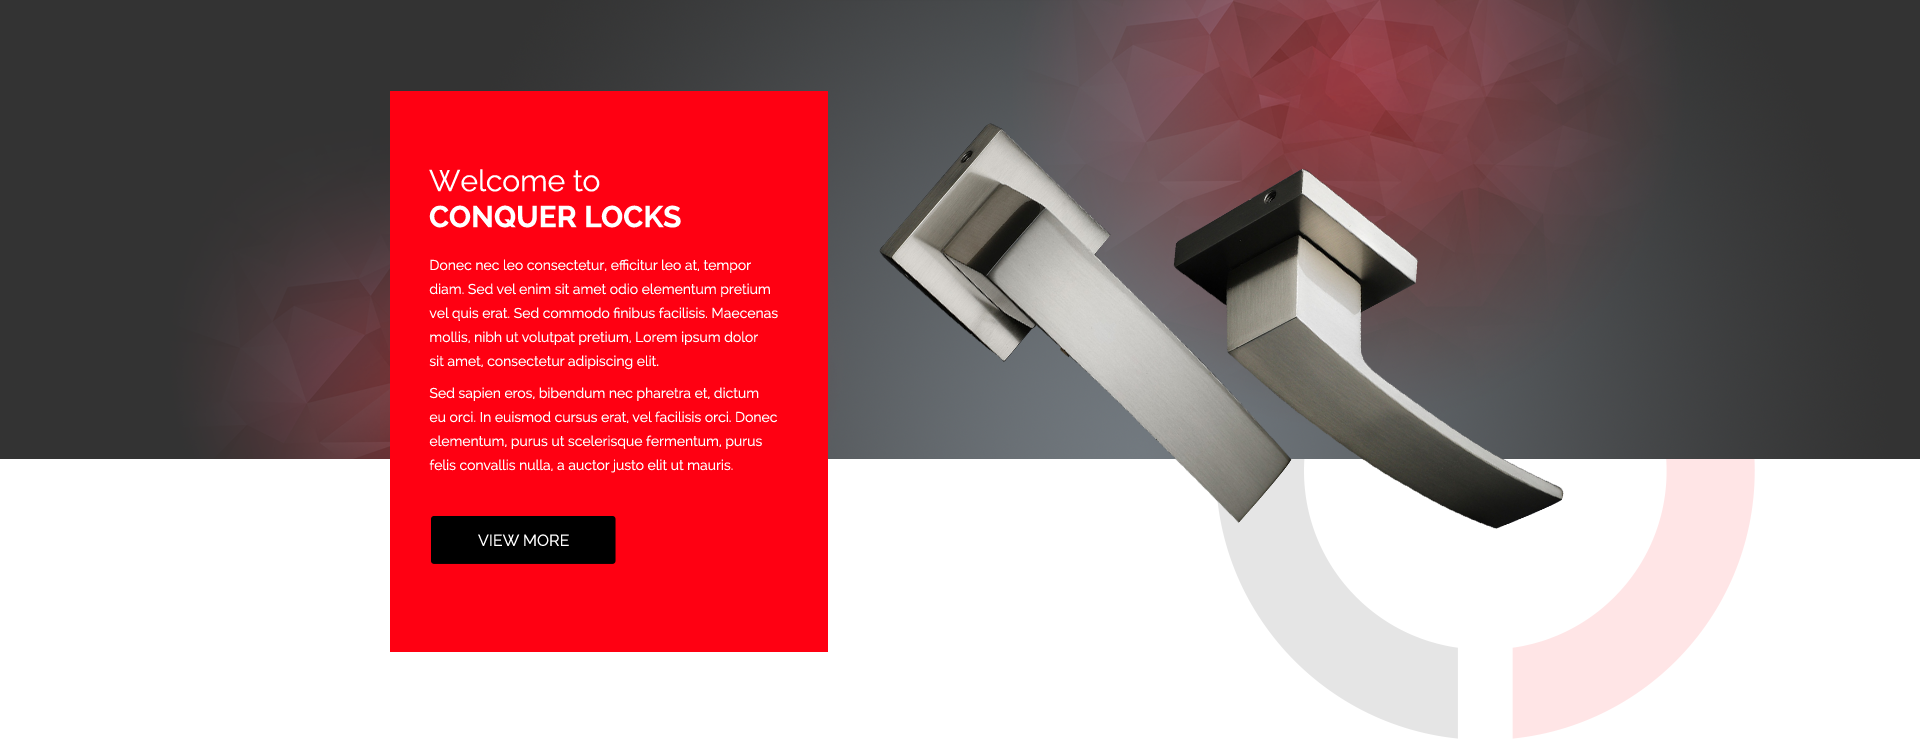 Welcome to
CONQUER LOCKS
Donec nec leo consectetur, efficitur leo at, tempor
diam. Sed vel enim sit amet odio elementum pretium
vel quis erat. Sed commodo finibus facilisis. Maecenas
mollis, nibh ut volutpat pretium, Lorem ipsum dolor
sit amet, consectetur adipiscing elit.
Sed sapien eros, bibendum nec pharetra et, dictum
eu orci. In euismod cursus erat, vel facilisis orci. Donec
elementum, purus ut scelerisque fermentum, purus
felis convallis nulla, a auctor justo elit ut mauris.
VIEW MORE